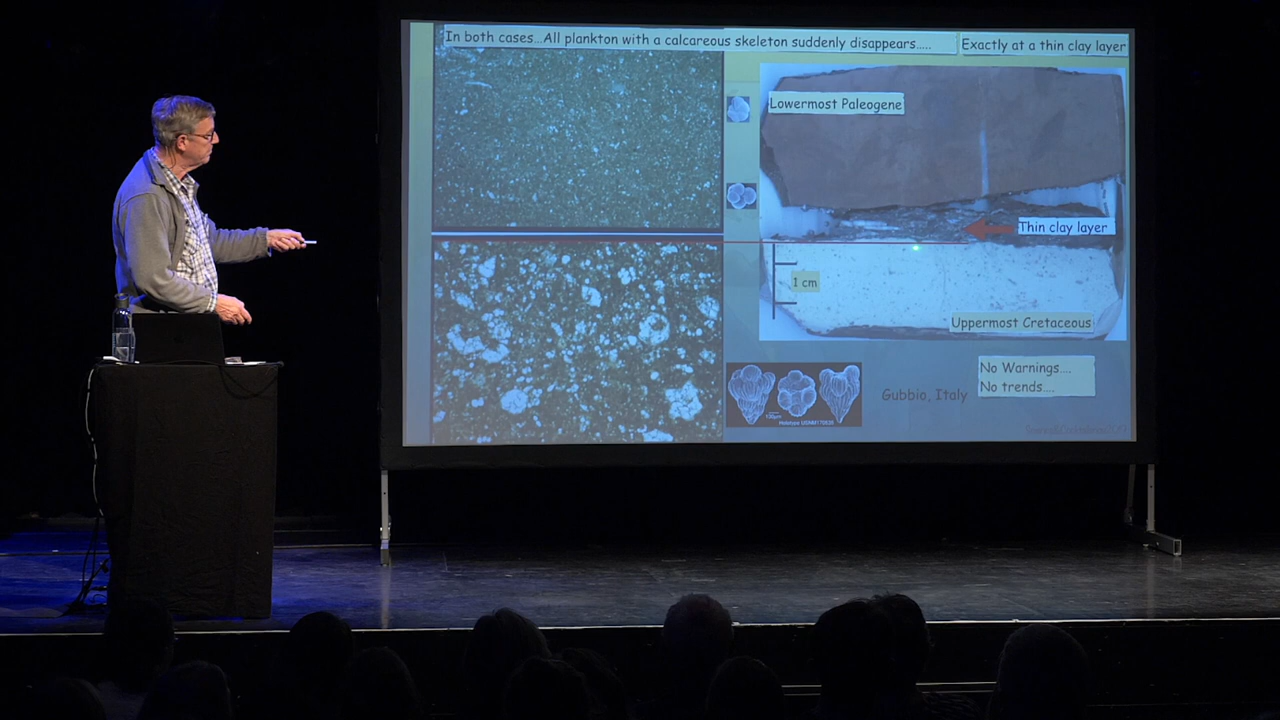 In both cases...All plankton with a calcareous skeleton suddenly disappears.....
Exactly at a thin clay layer
Lowermost Paleogene
Thin clay layer
1 cm
Uppermost Cretaceous
No Warnings....
No trends....
Gubbio, Italy